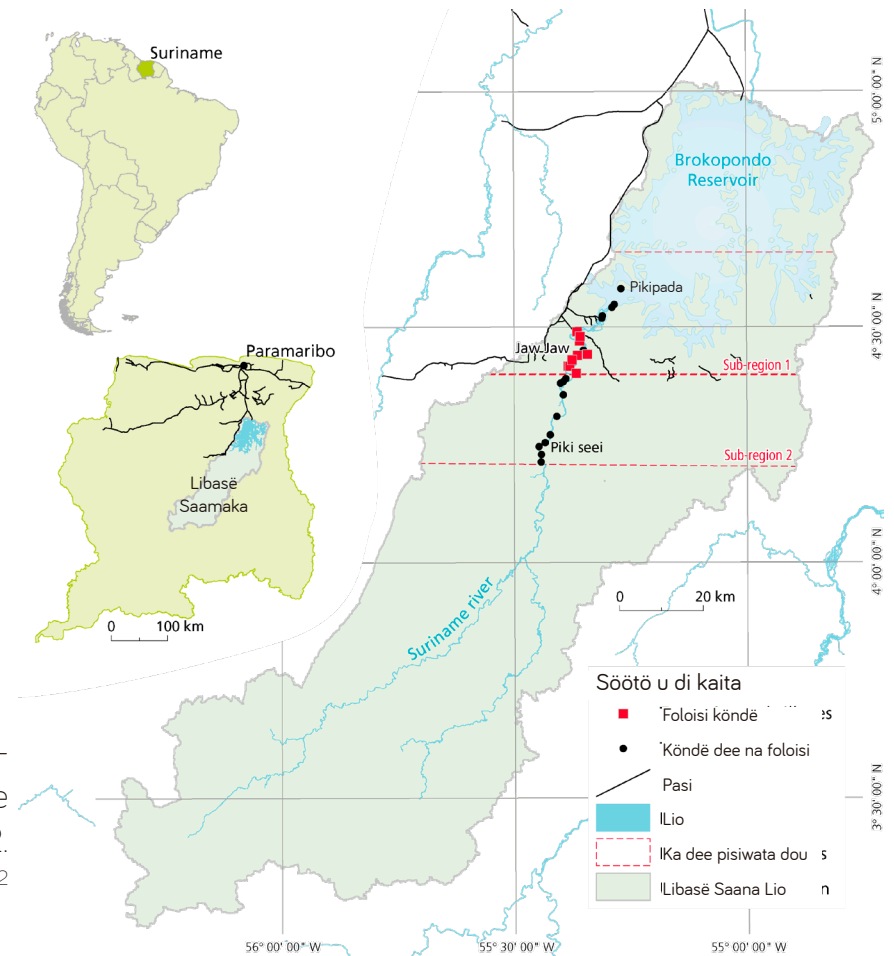 Suriname
Paramaribo
Libasë
Saamaka
0 100 km
Brokopondo
Reservoir
Pikipada
Jaw Jaw
Sub-region 1
Piki seei
Sub-region 2
Suriname river
0 20 km
5° 00' 00" N
4° 30' 00" N
4° 00' 00" N
3° 30' 00" N
56° 00' 00" W
55° 30' 00" W
55° 00' 00" W
Söötö u di kaita
Foloisi köndë es
Köndë dee na foloisi
Pasi
Lio
Ka dee pisiwata dou s
Libasë Saana Lio n